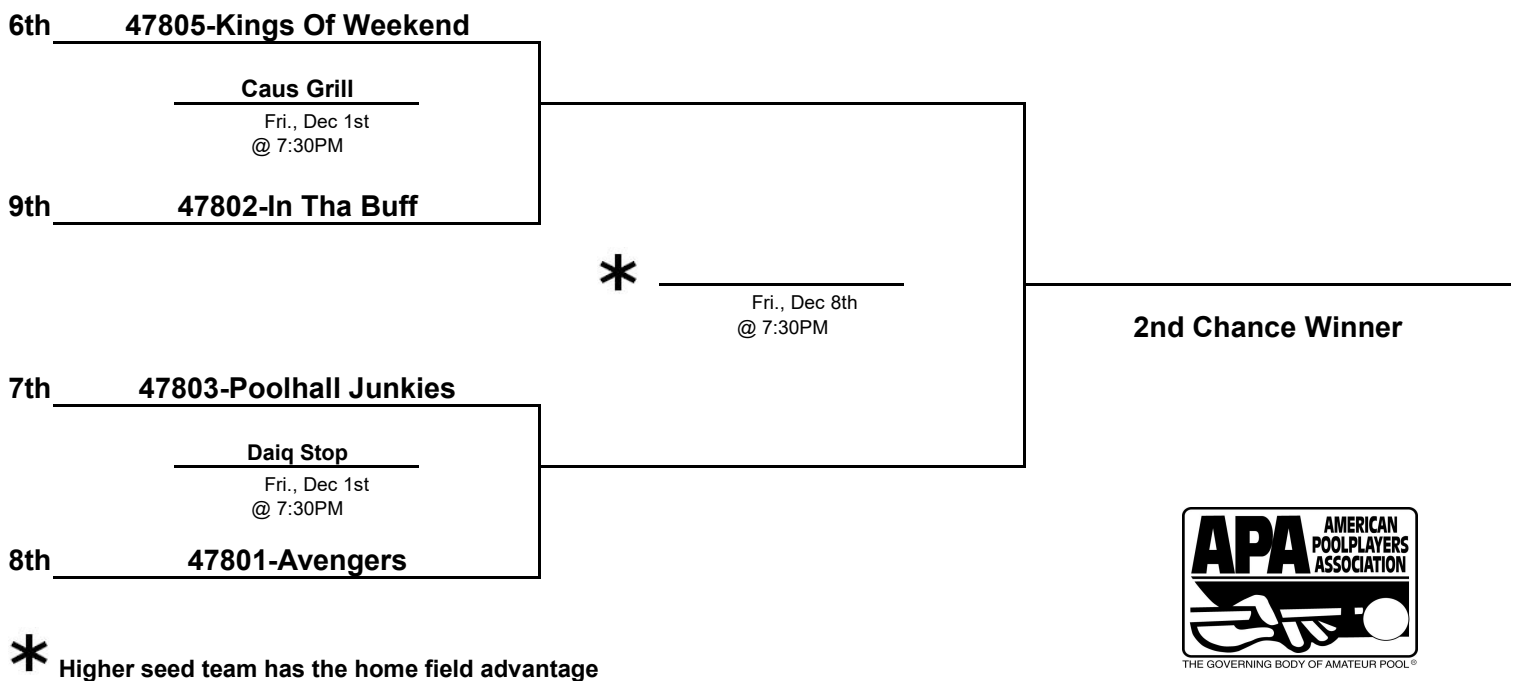 6th 47805-Kings Of Weekend
Caus Grill
Fri., Dec 1st
@ 7:30PM
9th 47802-In Tha Buff
*
Fri., Dec 8th
@ 7:30PM
2nd Chance Winner
7th 47803-Poolhall Junkies
Daiq Stop
Fri., Dec 1st
@ 7:30PM
8th 47801-Avengers
* Higher seed team has the home field advantage
APA AMERICAN
POOLPLAYERS
ASSOCIATION
THE GOVERNING BODY OF AMATEUR POOL®